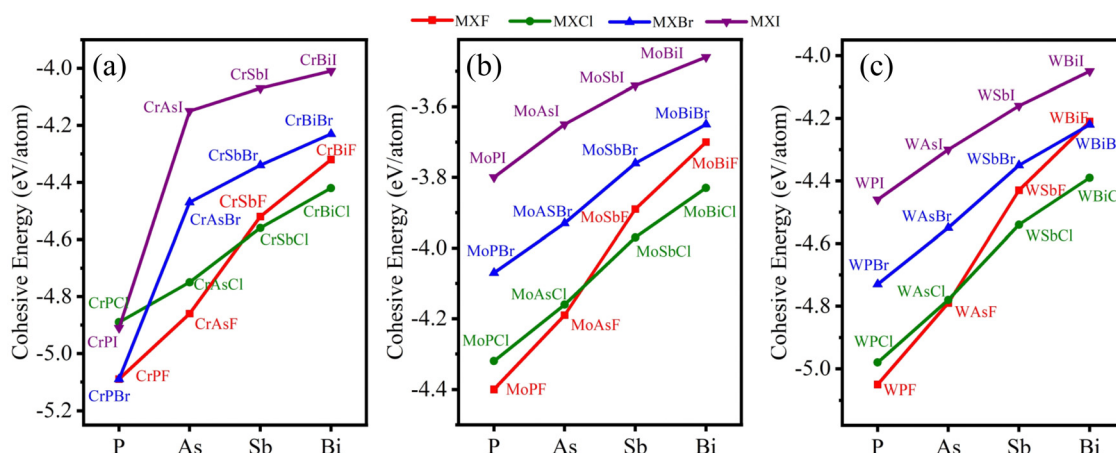 MXF MXCl MXBr MXI
(a)
Cohesive Energy (eV/atom)
-4.0
-4.2
-4.4
-4.6
-4.8
-5.0
-5.2
P As Sb Bi
CrBiI
CrSbI
CrAsI
CrBiBr
CrSbBr
CrBiF
CrSbF
CrAsBr
CrBiCl
CrSbCl
CrAsCl
CrPCl
CrAsF
CrPI
CrPF
CrPBr
(b)
Cohesive Energy (eV/atom)
-3.6
-3.8
-4.0
-4.2
-4.4
P As Sb Bi
MoBiI
MoSbI
MoAsI
MoPI
MoBiBr
MoSbBr
MoBiF
MoASBr
MoSbF
MoBiCl
MoPBr
MoSbCl
MoAsCl
MoAsF
MoPCl
MoPF
(c)
Cohesive Energy (eV/atom)
-4.0
-4.2
-4.4
-4.6
-4.8
-5.0
P As Sb Bi
WBiI
WSbI
WAsI
WBiF
WPI
WSbBr
WBiB
WSbF
WBiC
WAsBr
WSbCl
WPBr
WAsCl
WAsF
WPCl
WPF